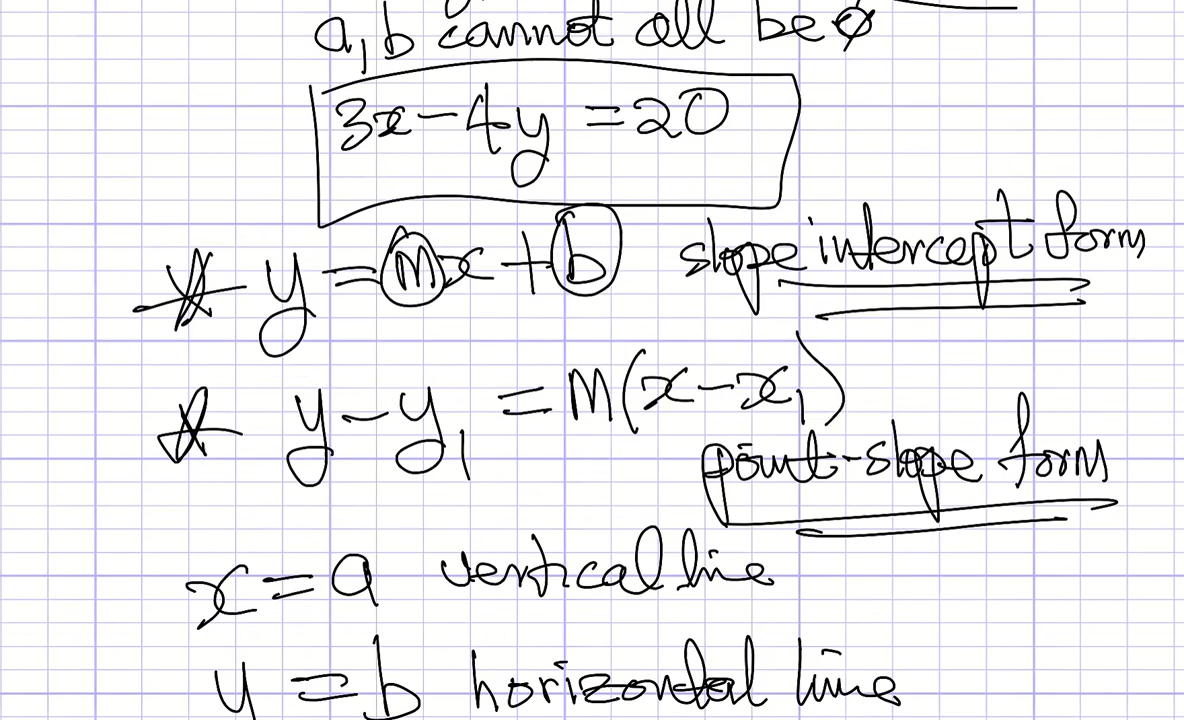 a, b cannot all be 0
3x - 4y = 20
y = mx + b slope intercept form
y - y₁ = m(x - x₁)
point-slope form
x = a vertical line
y = b horizontal line